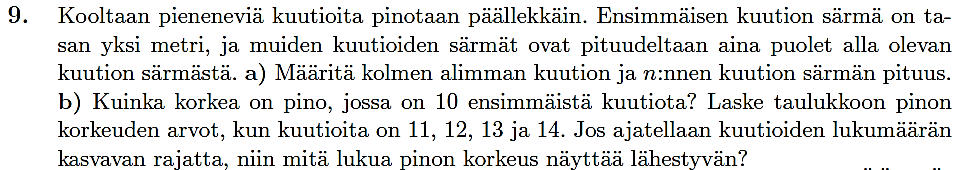 9. Kooltaan pieneneviä kuutioita pinotaan päällekkäin. Ensimmäisen kuution särmä on ta-
san yksi metri, ja muiden kuutioiden särmät ovat pituudeltaan aina puolet alla olevan
kuution särmästä. a) Määritä kolmen alimman kuution ja n:nnen kuution särmän pituus.
b) Kuinka korkea on pino, jossa on 10 ensimmäistä kuutiota? Laske taulukkoon pinon
korkeuden arvot, kun kuutioita on 11, 12, 13 ja 14. Jos ajatellaan kuutioiden lukumäärän
kasvavan rajatta, niin mitä lukua pinon korkeus näyttää lähestyvän?